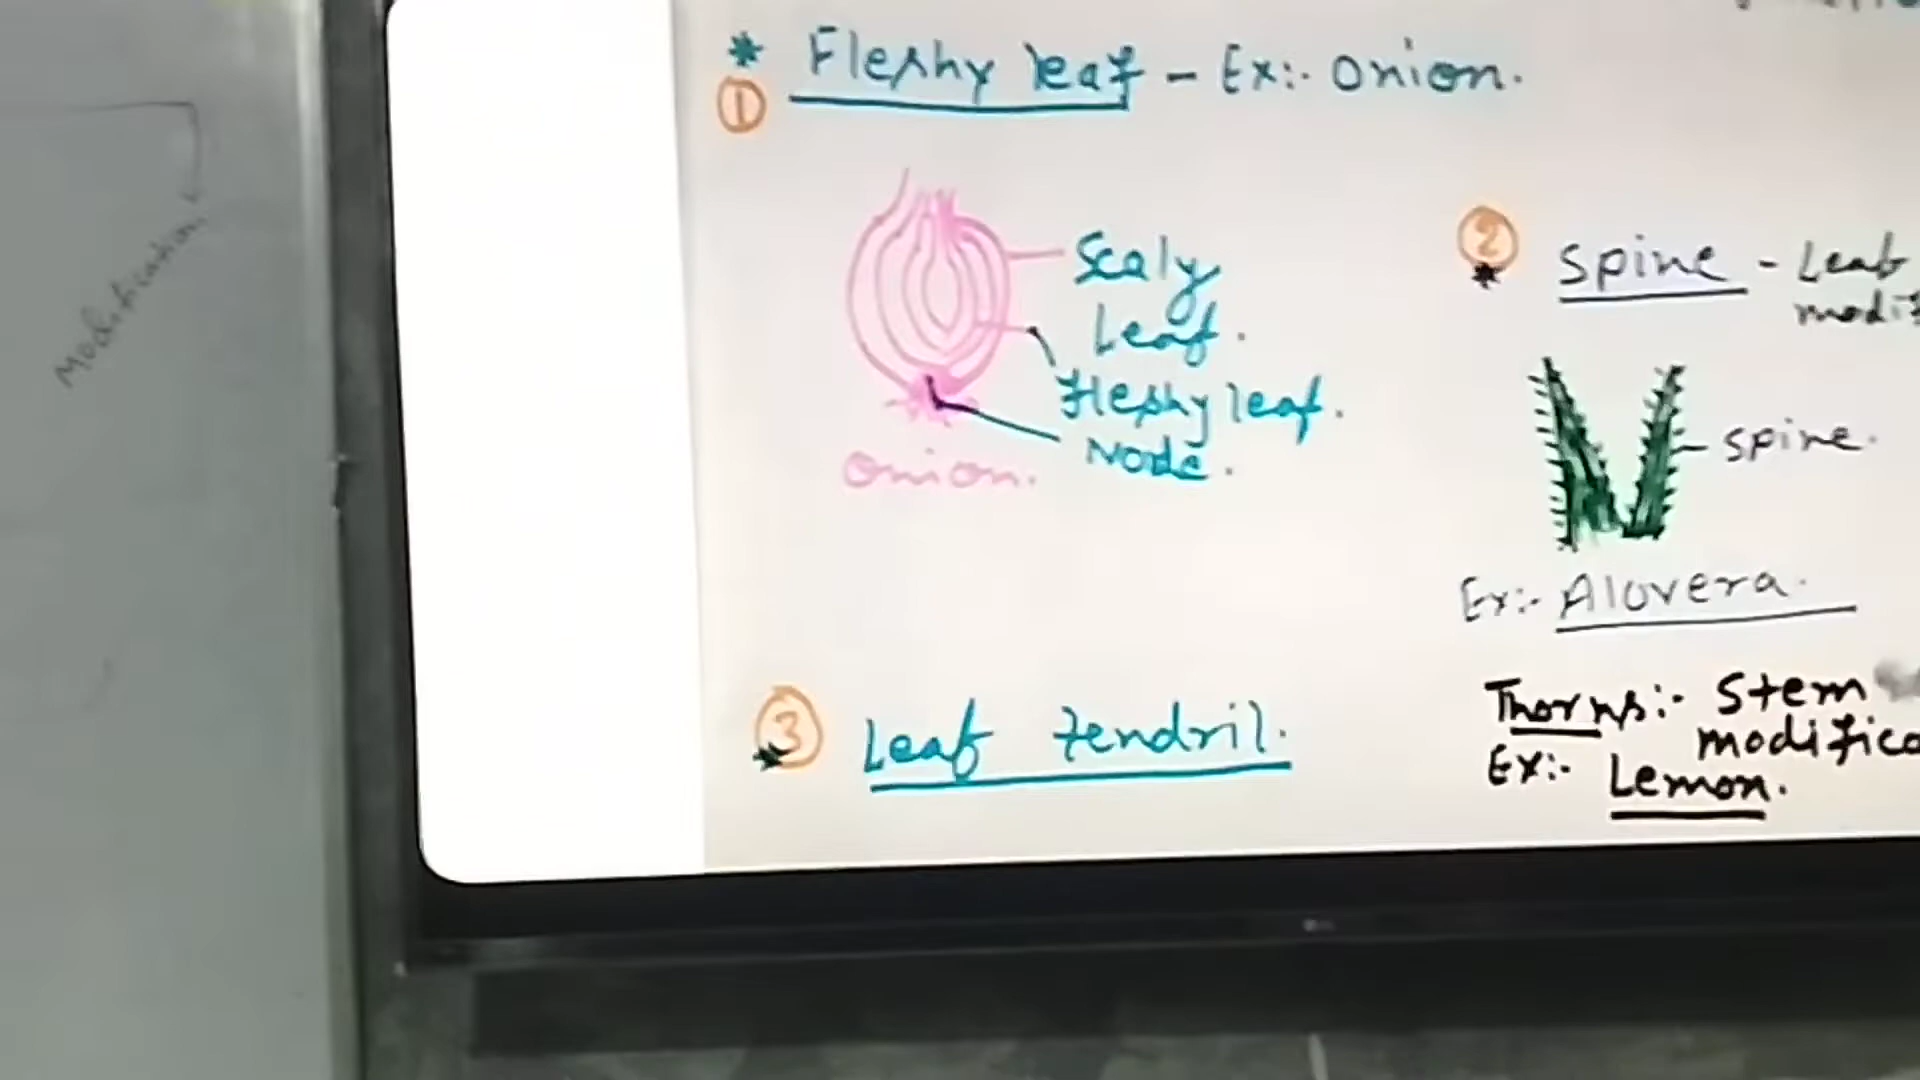 * Fleshy leaf - Ex:- Onion.
①
Scaly
Leaf.
Fleshy leaf.
Node.
Onion.
②
* Spine - Leaf
spine.
Ex:- Alovera.
Thorns:- Stem
Ex:- Lemon.
③
* Leaf tendril.
Modification